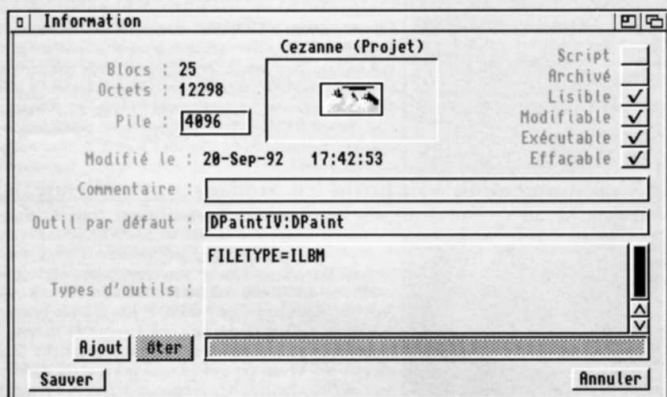 Information
Cezanne (Projet)
Blocs : 25
Octets : 12298
Pile : 4096
Script
Archivé
Lisible
Modifiable
Exécutable
Effaçable
Modifié le : 20-Sep-92 17:42:53
Commentaire :
Outil par défaut : DPaintIV:DPaint
Types d'outils :
FILETYPE=ILBM
Ajout
ôter
Sauver
Annuler